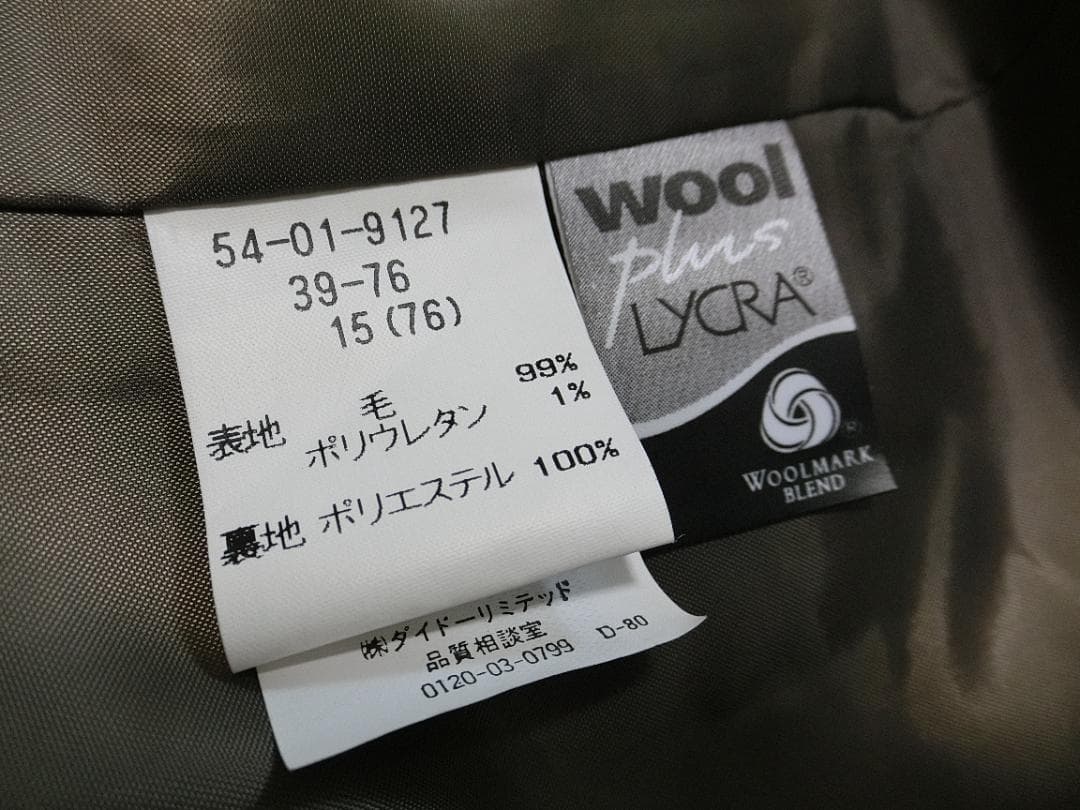 54-01-9127
39-76
15(76)
表地 毛 99%
ポリウレタン 1%
裏地 ポリエステル 100%
㈱ダイドーリミテッド
品質相談室 D-80
0120-03-0799
Wool
plus
LYCRA®
®
WOOLMARK
BLEND